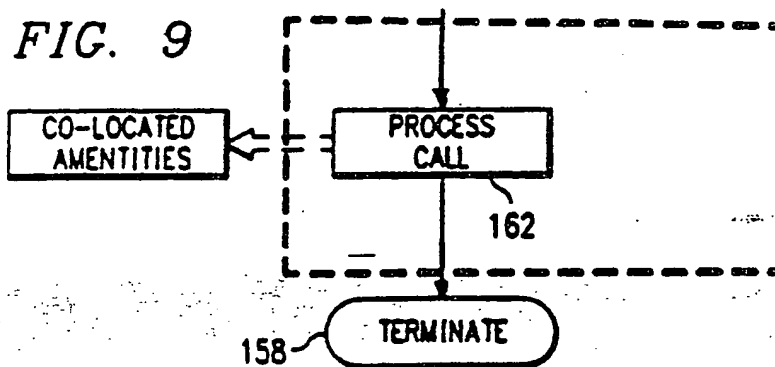 FIG. 9
CO-LOCATED
AMENTITIES
PROCESS
CALL
162
158
TERMINATE